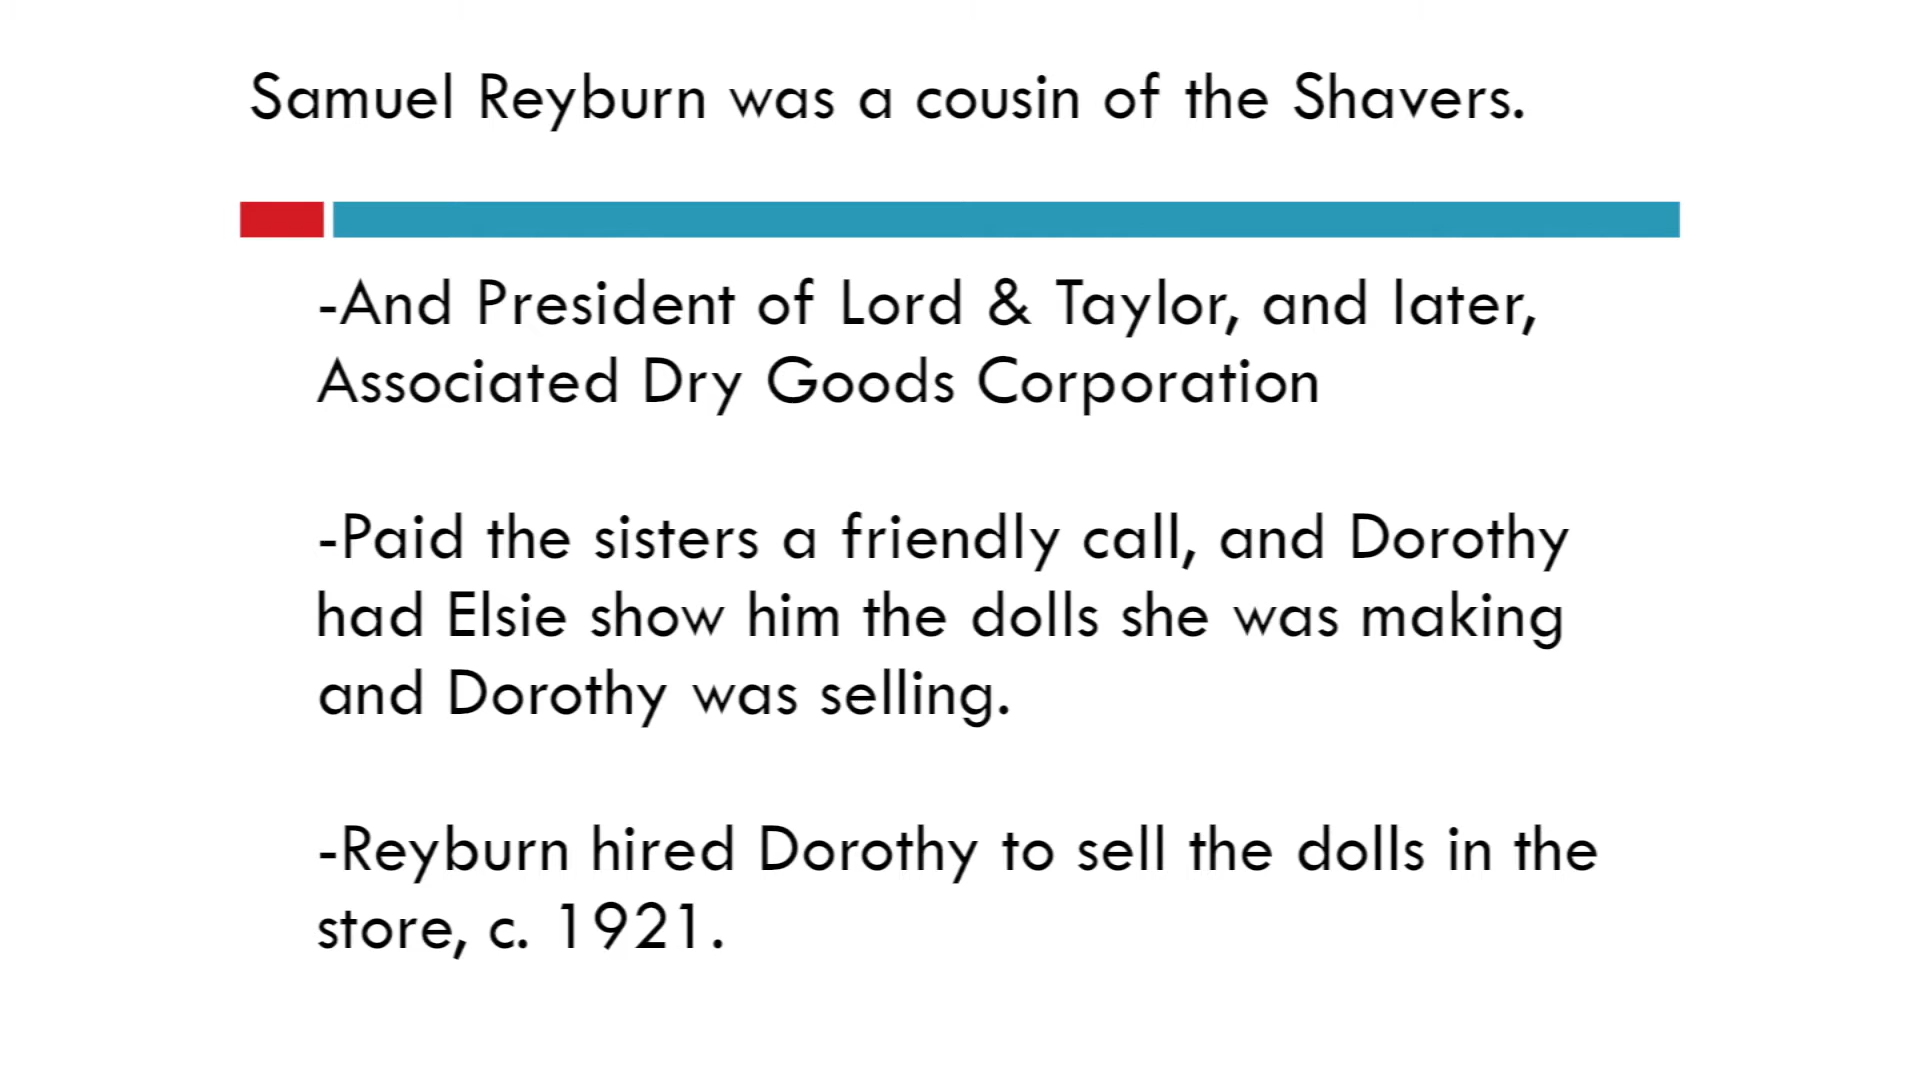 Samuel Reyburn was a cousin of the Shavers.
-And President of Lord & Taylor, and later,
Associated Dry Goods Corporation
-Paid the sisters a friendly call, and Dorothy
had Elsie show him the dolls she was making
and Dorothy was selling.
-Reyburn hired Dorothy to sell the dolls in the
store, c. 1921.